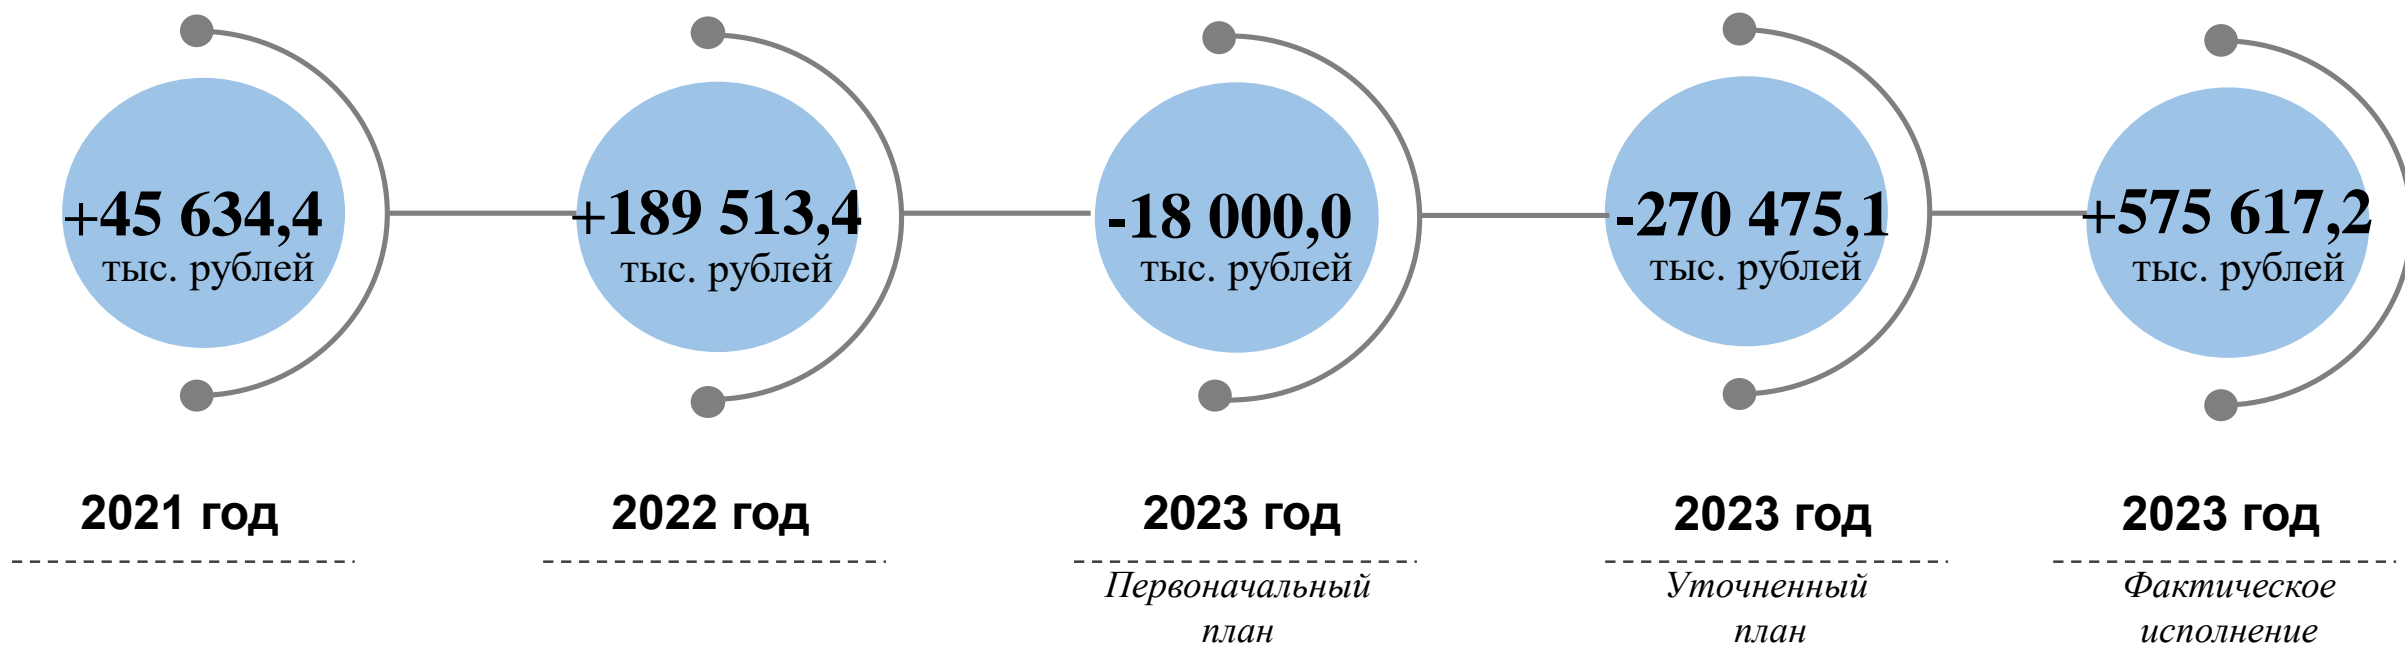 +45 634,4
тыс. рублей
+189 513,4
тыс. рублей
-18 000,0
тыс. рублей
-270 475,1
тыс. рублей
+575 617,2
тыс. рублей
2021 год
2022 год
2023 год
Первоначальный
план
2023 год
Уточненный
план
2023 год
Фактическое
исполнение